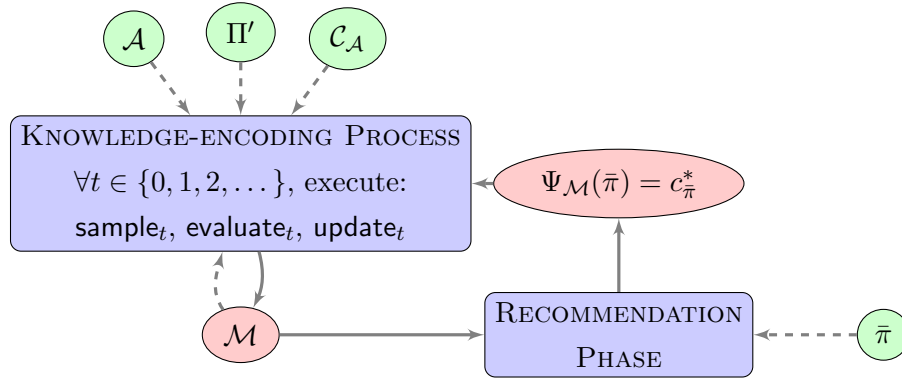 𝒜
Π′
𝒞_𝒜
KNOWLEDGE-ENCODING PROCESS
∀t ∈ {0, 1, 2, . . . }, execute:
sample_t, evaluate_t, update_t
Ψ_ℳ(π̄) = c*_π̄
ℳ
RECOMMENDATION
PHASE
π̄